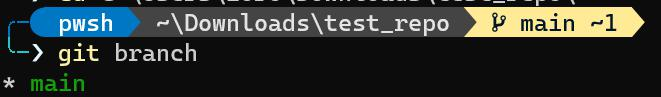 pwsh ~\Downloads\test_repo main ~1
❯ git branch
* main